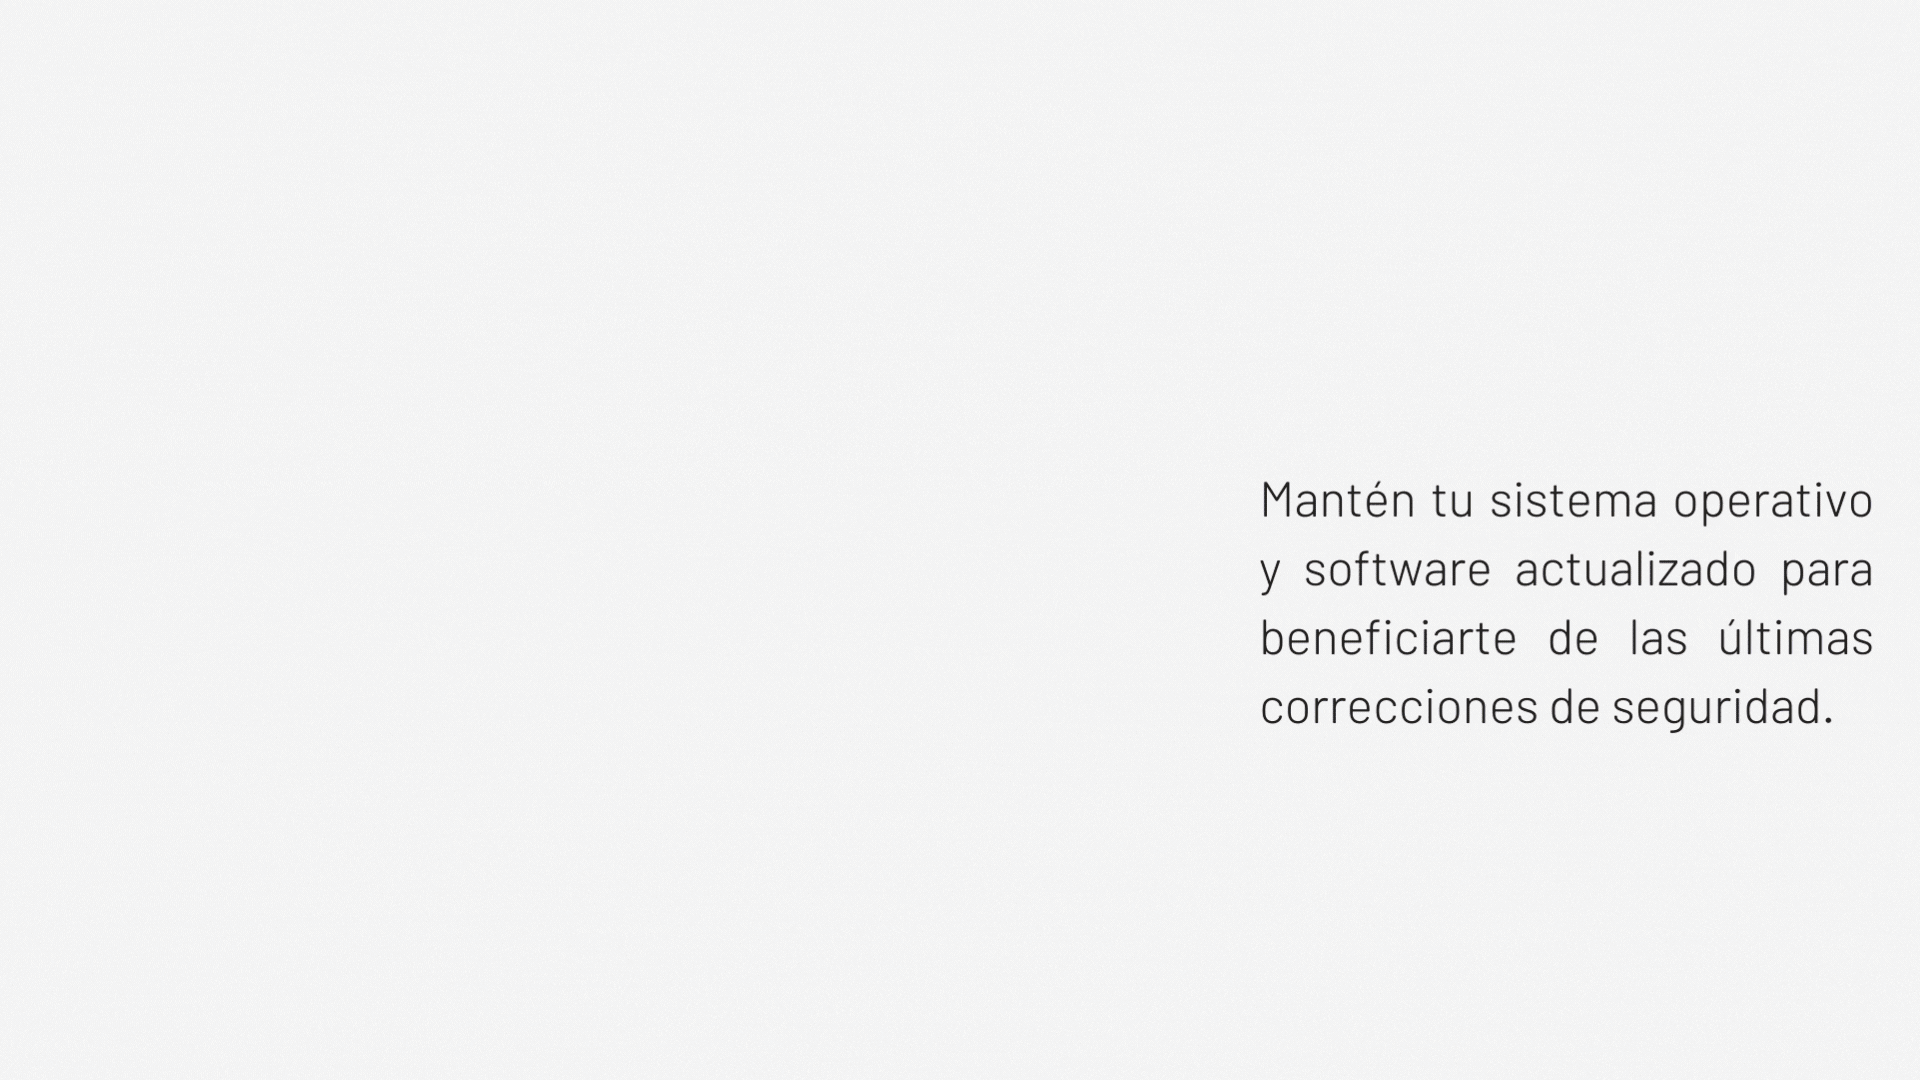 Mantén tu sistema operativo
y software actualizado para
beneficiarte de las últimas
correcciones de seguridad.